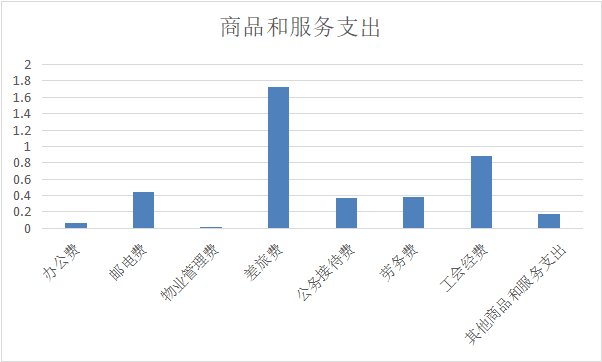 商品和服务支出
2
1.8
1.6
1.4
1.2
1
0.8
0.6
0.4
0.2
0
办公费
邮电费
物业管理费
差旅费
公务接待费
劳务费
工会经费
其他商品和服务支出